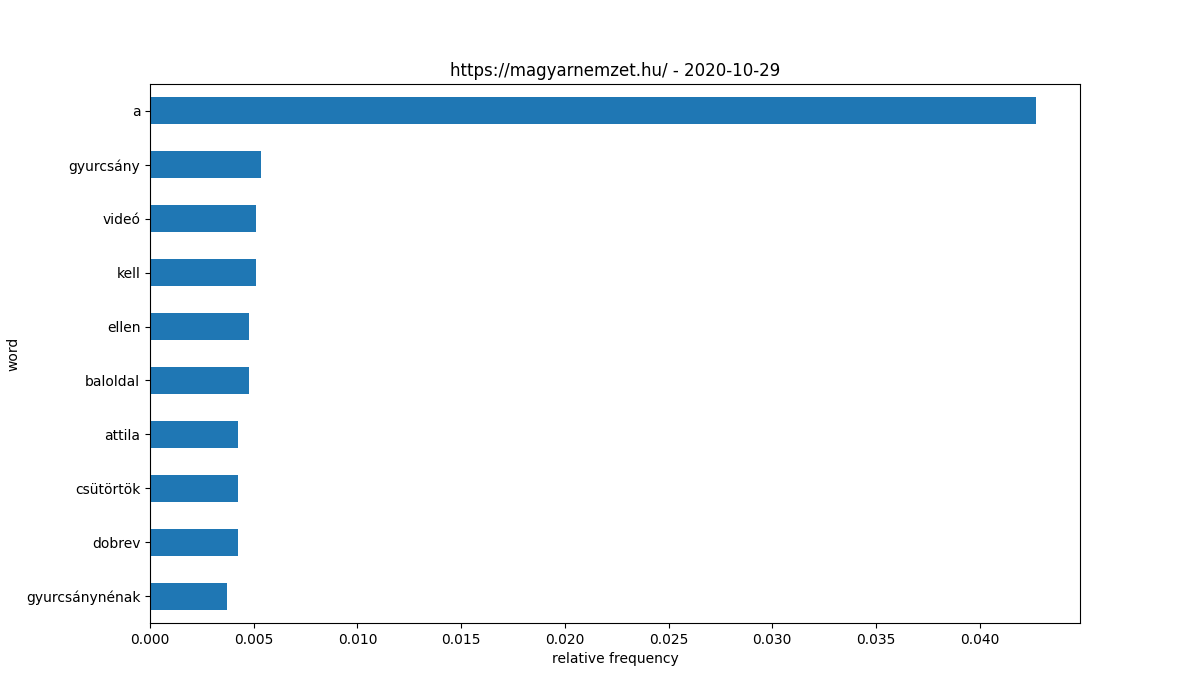 https://magyarnemzet.hu/ - 2020-10-29
a
gyurcsány
videó
kell
ellen
baloldal
attila
csütörtök
dobrev
gyurcsánynénak
word
0.000 0.005 0.010 0.015 0.020 0.025 0.030 0.035 0.040
relative frequency